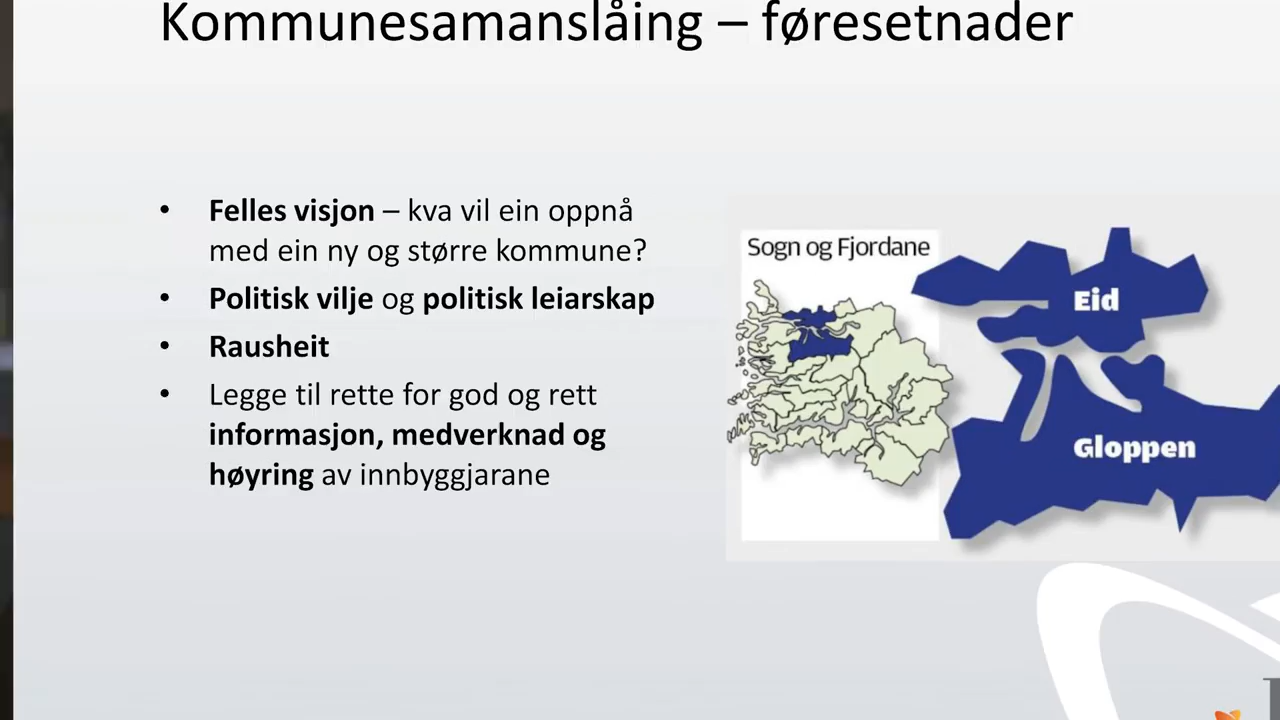 Kommunesamanslåing – føresetnader
• Felles visjon – kva vil ein oppnå
med ein ny og større kommune?
• Politisk vilje og politisk leiarskap
• Rausheit
• Legge til rette for god og rett
informasjon, medverknad og
høyring av innbyggjarane
Sogn og Fjordane
Eid
Gloppen